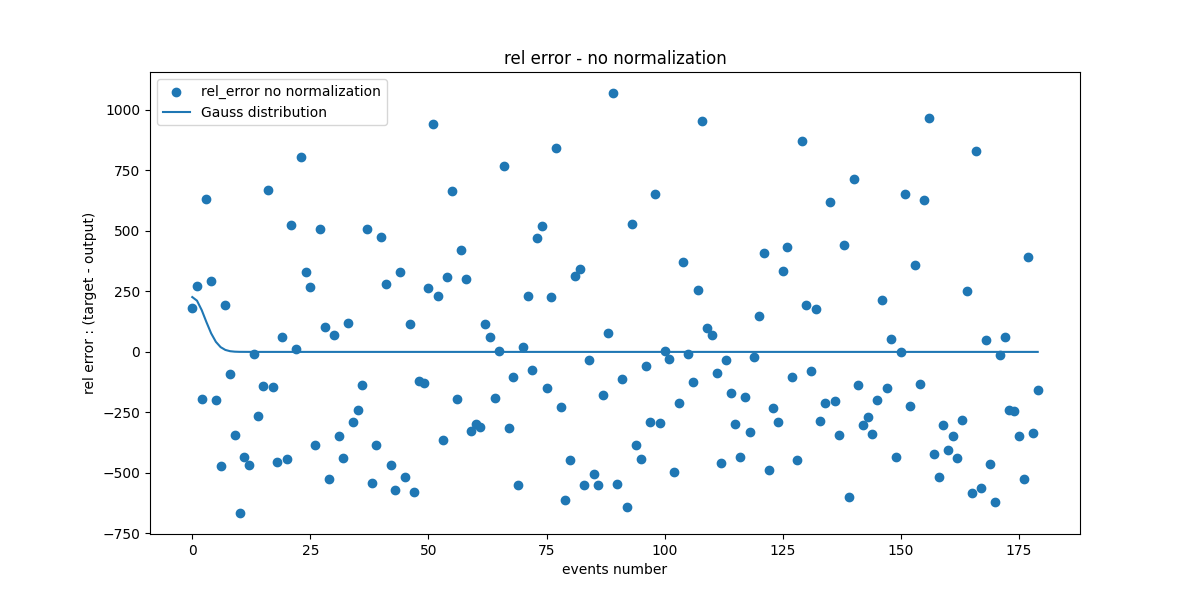 rel error - no normalization
rel_error no normalization
Gauss distribution
1000
750
500
250
0
−250
−500
−750
rel error : (target - output)
0 25 50 75 100 125 150 175
events number